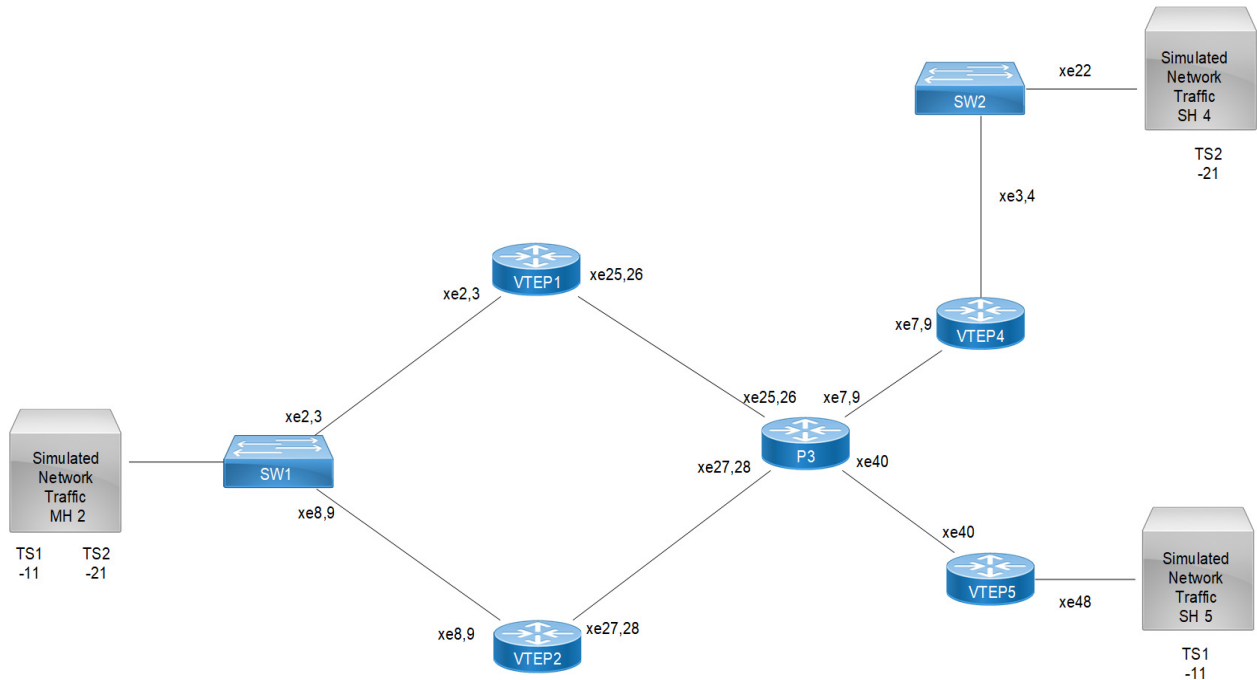 Simulated
Network
Traffic
SH 4
TS2
-21
xe22
SW2
xe3,4
VTEP1
xe25,26
xe2,3
xe7,9
VTEP4
xe25,26
xe7,9
Simulated
Network
Traffic
MH 2
TS1 TS2
-11 -21
xe2,3
SW1
xe8,9
P3
xe27,28
xe40
xe40
VTEP5
xe48
Simulated
Network
Traffic
SH 5
TS1
-11
xe8,9
VTEP2
xe27,28